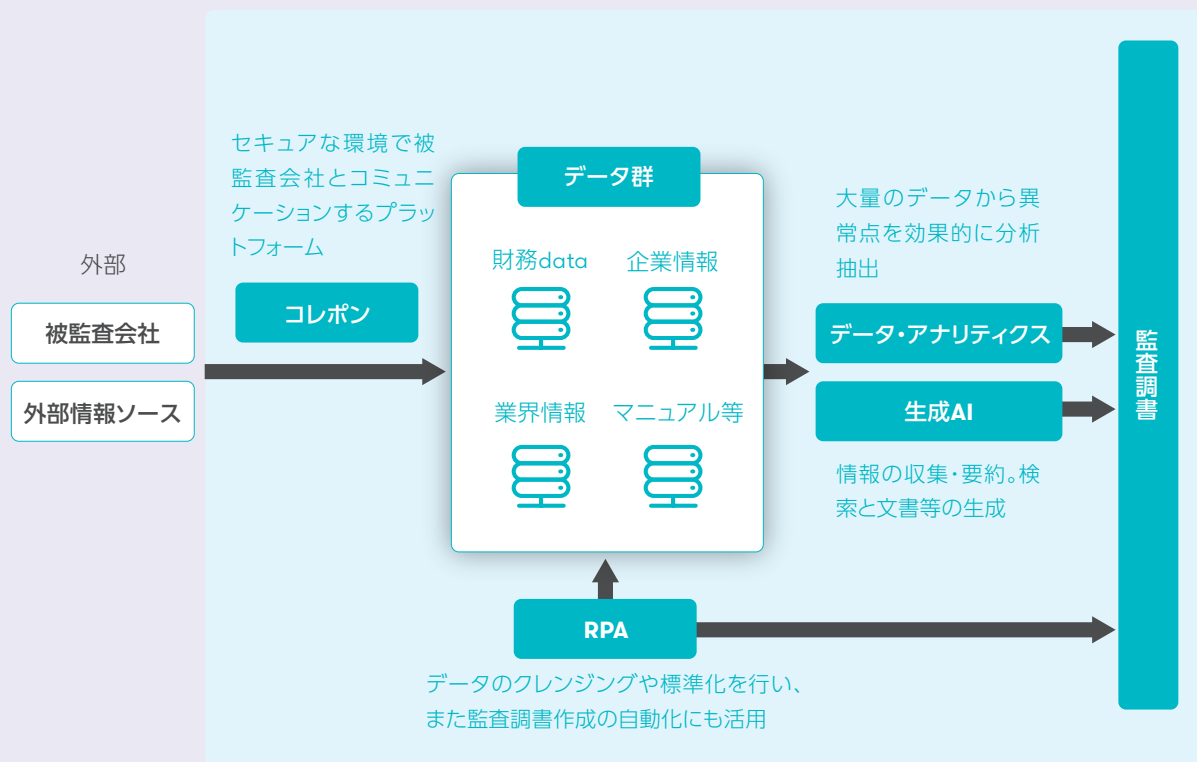 外部
被監査会社
外部情報ソース
セキュアな環境で被
監査会社とコミュニ
ケーションするプラッ
トフォーム
コレポン
データ群
財務data
企業情報
業界情報
マニュアル等
RPA
データのクレンジングや標準化を行い、
また監査調書作成の自動化にも活用
大量のデータから異
常点を効果的に分析
抽出
データ・アナリティクス
生成AI
情報の収集・要約。検
索と文書等の生成
監査調書